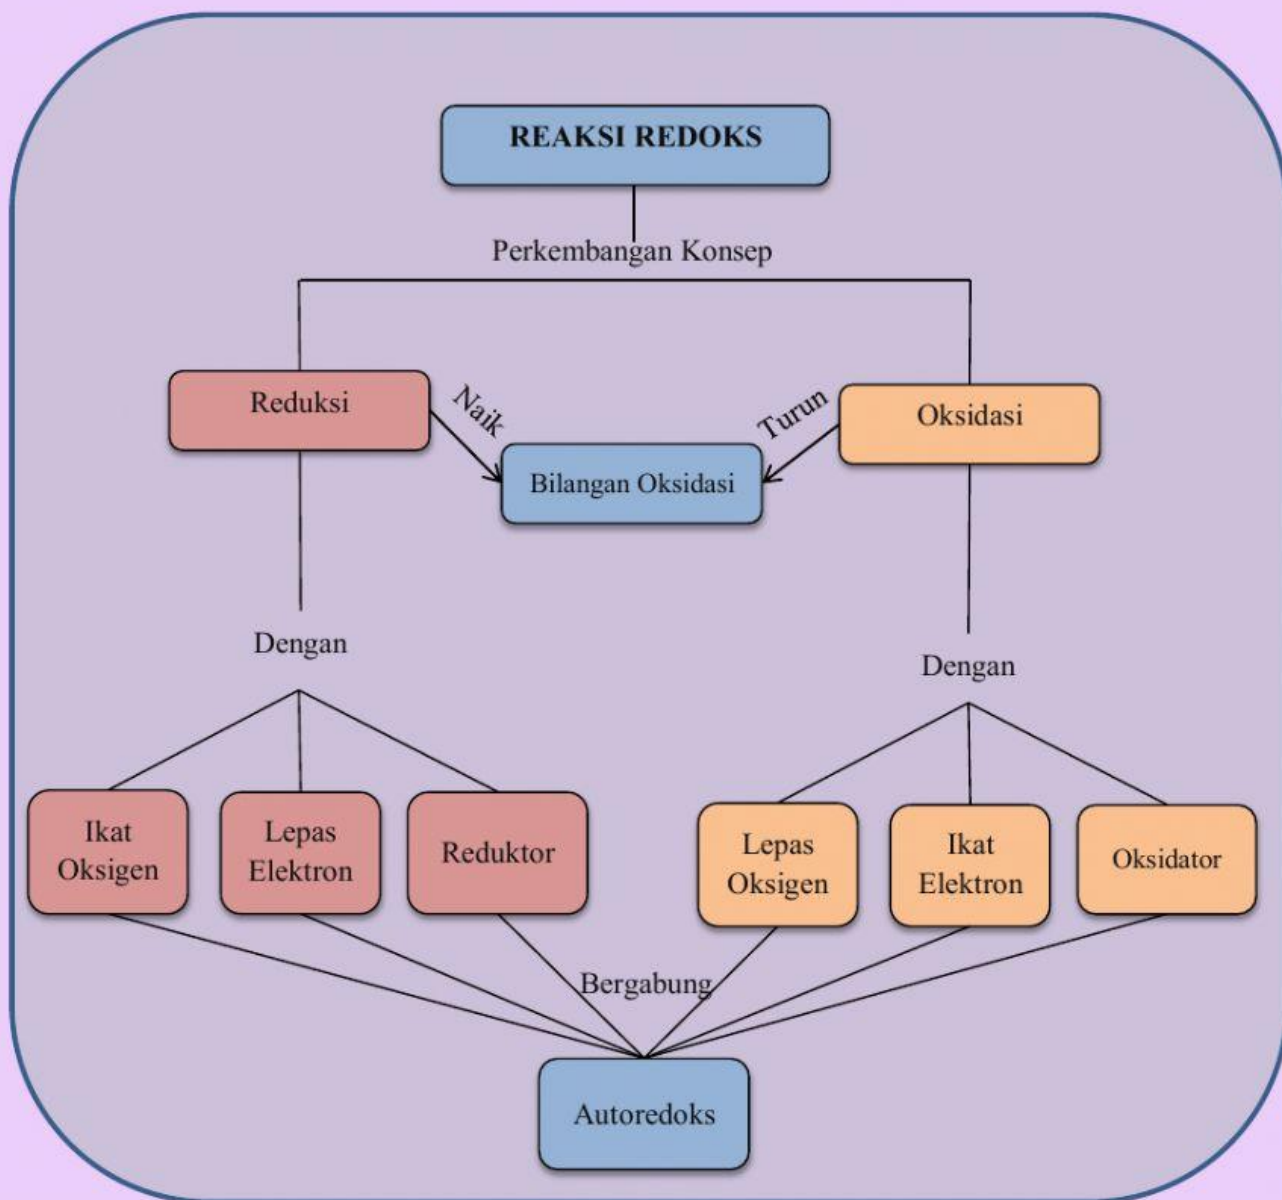 REAKSI REDOKS
Perkembangan Konsep
Reduksi
Naik
Bilangan Oksidasi
Turun
Oksidasi
Dengan
Dengan
Ikat
Oksigen
Lepas
Elektron
Reduktor
Lepas
Oksigen
Ikat
Elektron
Oksidator
Bergabung
Autoredoks